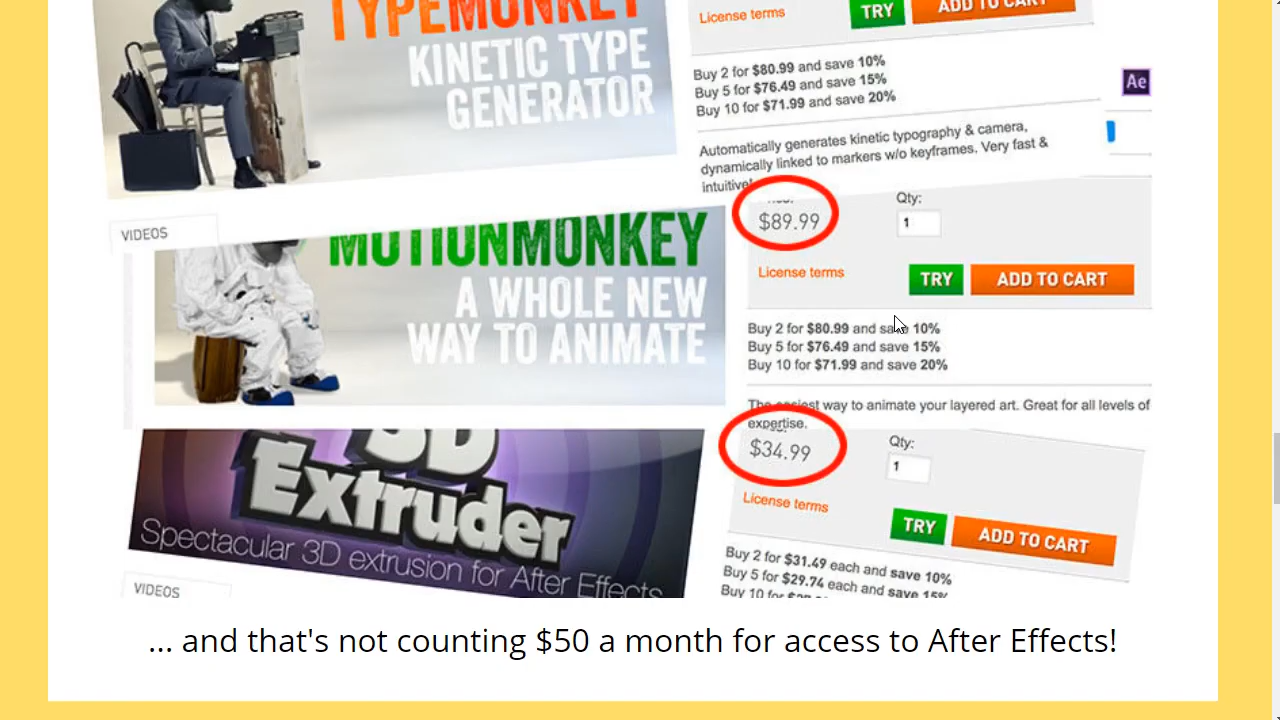 TYPEMONKEY
KINETIC TYPE
GENERATOR
License terms
TRY
ADD TO CART
Buy 2 for $80.99 and save 10%
Buy 5 for $76.49 and save 15%
Buy 10 for $71.99 and save 20%
Ae
Automatically generates kinetic typography & camera,
dynamically linked to markers w/o keyframes. Very fast &
intuitive!
VIDEOS
MOTIONMONKEY
A WHOLE NEW
WAY TO ANIMATE
$89.99
Qty:
1
License terms
TRY
ADD TO CART
Buy 2 for $80.99 and save 10%
Buy 5 for $76.49 and save 15%
Buy 10 for $71.99 and save 20%
The easiest way to animate your layered art. Great for all levels of
expertise.
3D
Extruder
Spectacular 3D extrusion for After Effects
$34.99
Qty:
1
License terms
TRY
ADD TO CART
Buy 2 for $31.49 each and save 10%
Buy 5 for $29.74 each and save 15%
Buy 10 for
VIDEOS
... and that's not counting $50 a month for access to After Effects!